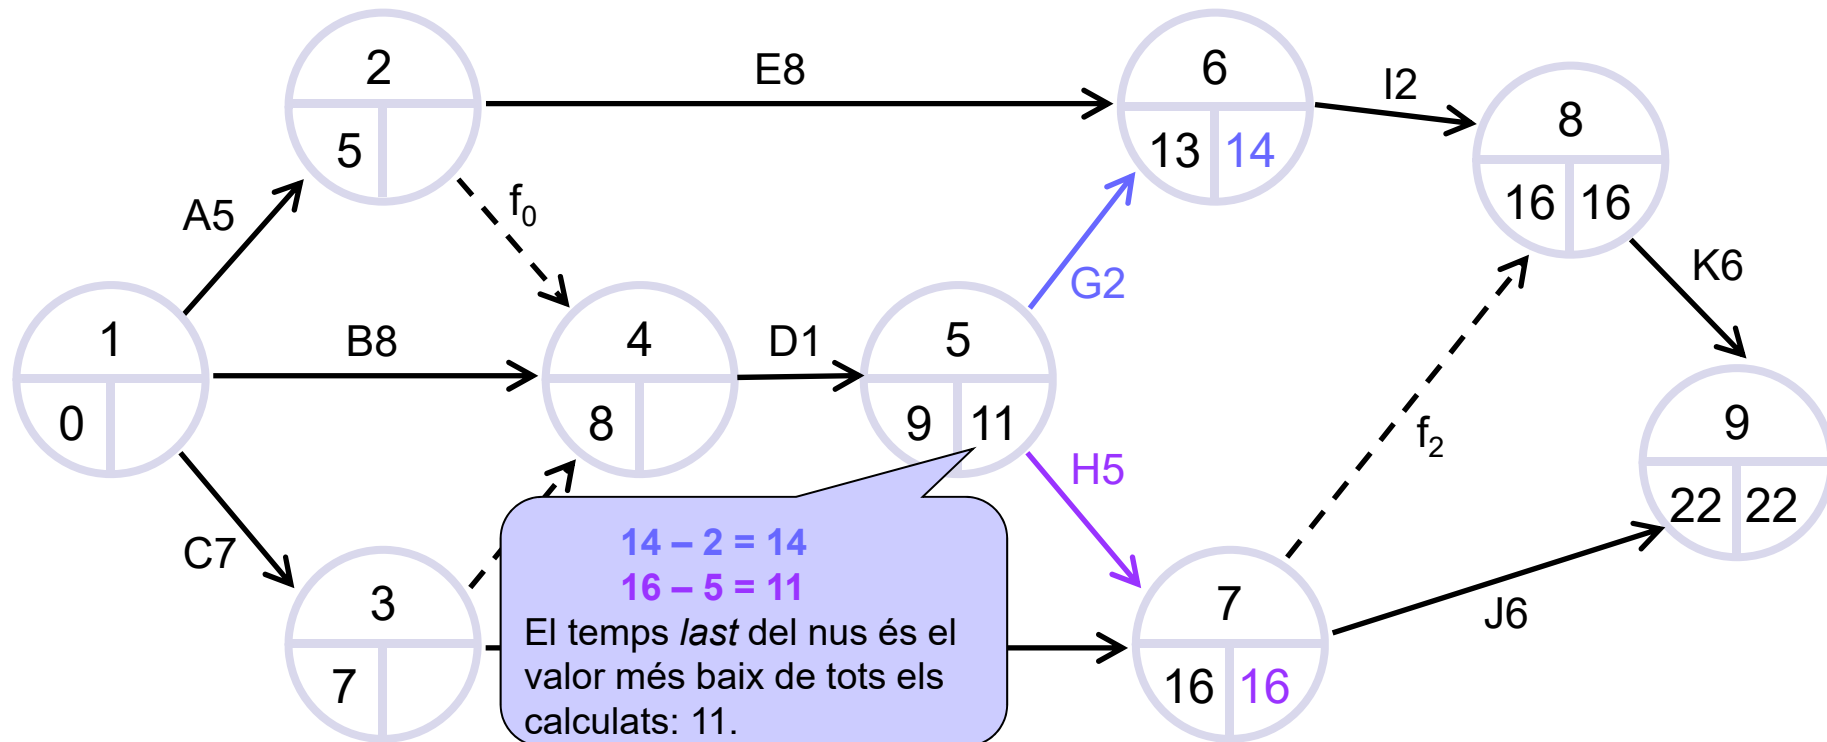 2
5
E8
6
13 14
I2
8
16 16
A5
f0
G2
K6
1
0
B8
4
8
D1
5
9 11
H5
f2
9
22 22
C7
3
7
14 – 2 = 14
16 – 5 = 11
El temps last del nus és el
valor més baix de tots els
calculats: 11.
7
16 16
J6